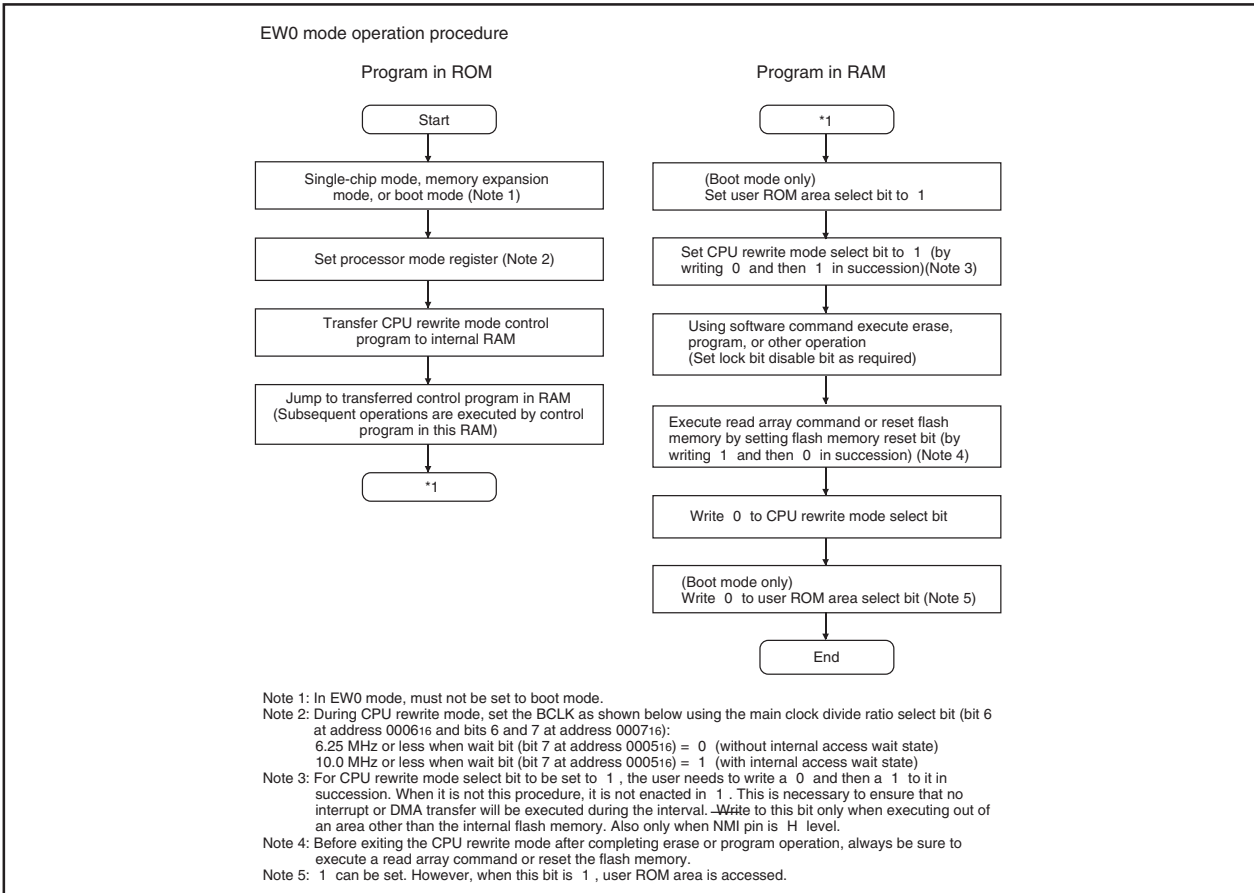 EW0 mode operation procedure
Program in ROM
Start
Single-chip mode, memory expansion
mode, or boot mode (Note 1)
Set processor mode register (Note 2)
Transfer CPU rewrite mode control
program to internal RAM
Jump to transferred control program in RAM
(Subsequent operations are executed by control
program in this RAM)
*1
Program in RAM
*1
(Boot mode only)
Set user ROM area select bit to 1
Set CPU rewrite mode select bit to 1 (by
writing 0 and then 1 in succession)(Note 3)
Using software command execute erase,
program, or other operation
(Set lock bit disable bit as required)
Execute read array command or reset flash
memory by setting flash memory reset bit (by
writing 1 and then 0 in succession) (Note 4)
Write 0 to CPU rewrite mode select bit
(Boot mode only)
Write 0 to user ROM area select bit (Note 5)
End
Note 1: In EW0 mode, must not be set to boot mode.
Note 2: During CPU rewrite mode, set the BCLK as shown below using the main clock divide ratio select bit (bit 6
at address 000616 and bits 6 and 7 at address 000716):
6.25 MHz or less when wait bit (bit 7 at address 000516) = 0 (without internal access wait state)
10.0 MHz or less when wait bit (bit 7 at address 000516) = 1 (with internal access wait state)
Note 3: For CPU rewrite mode select bit to be set to 1 , the user needs to write a 0 and then a 1 to it in
succession. When it is not this procedure, it is not enacted in 1 . This is necessary to ensure that no
interrupt or DMA transfer will be executed during the interval. Write to this bit only when executing out of
an area other than the internal flash memory. Also only when NMI pin is H level.
Note 4: Before exiting the CPU rewrite mode after completing erase or program operation, always be sure to
execute a read array command or reset the flash memory.
Note 5: 1 can be set. However, when this bit is 1 , user ROM area is accessed.